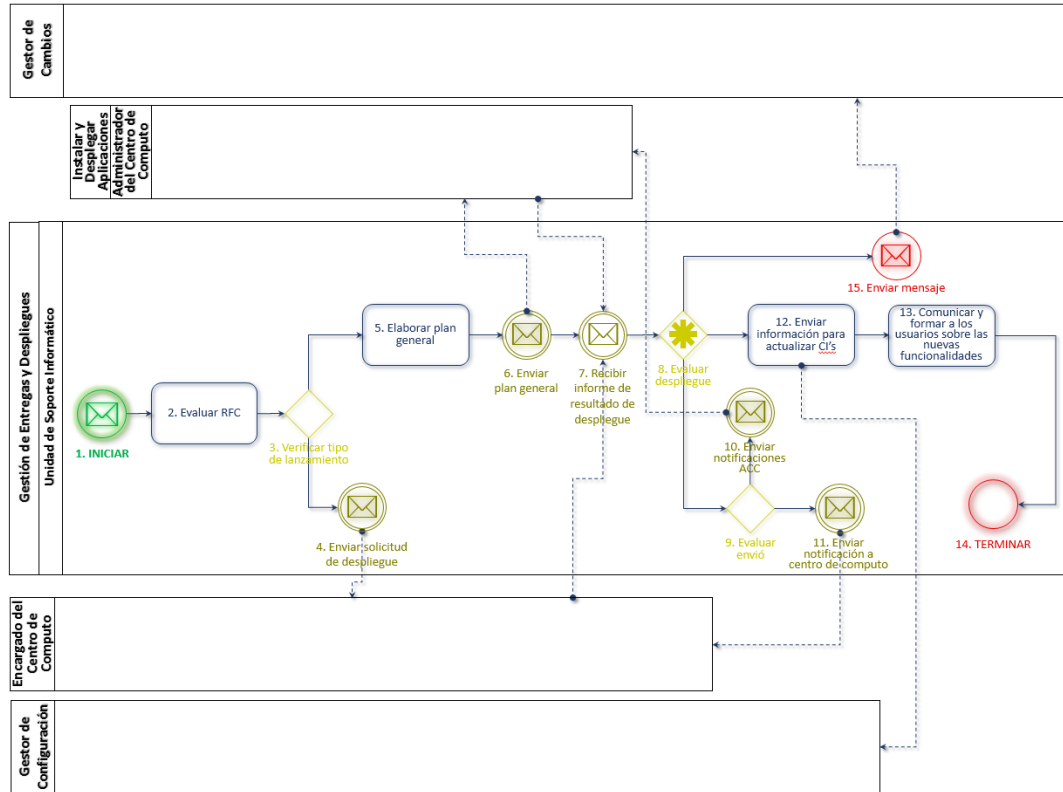 Gestor de
Cambios
Instalar y
Desplegar
Aplicaciones
Administrador
del Centro de
Computo
Gestión de Entregas y Despliegues
Unidad de Soporte Informático
15. Enviar mensaje
5. Elaborar plan
general
12. Enviar
información para
actualizar CI's
13. Comunicar y
formar a los
usuarios sobre las
nuevas
funcionalidades
6. Enviar
plan general
7. Recibir
informe de
resultado de
despliegue
8. Evaluar
despliegue
2. Evaluar RFC
1. INICIAR
3. Verificar tipo
de lanzamiento
10. Enviar
notificaciones
ACC
4. Enviar solicitud
de despliegue
9. Evaluar
envió
11. Enviar
notificación a
centro de computo
14. TERMINAR
Encargado del
Centro de
Computo
Gestor de
Configuración